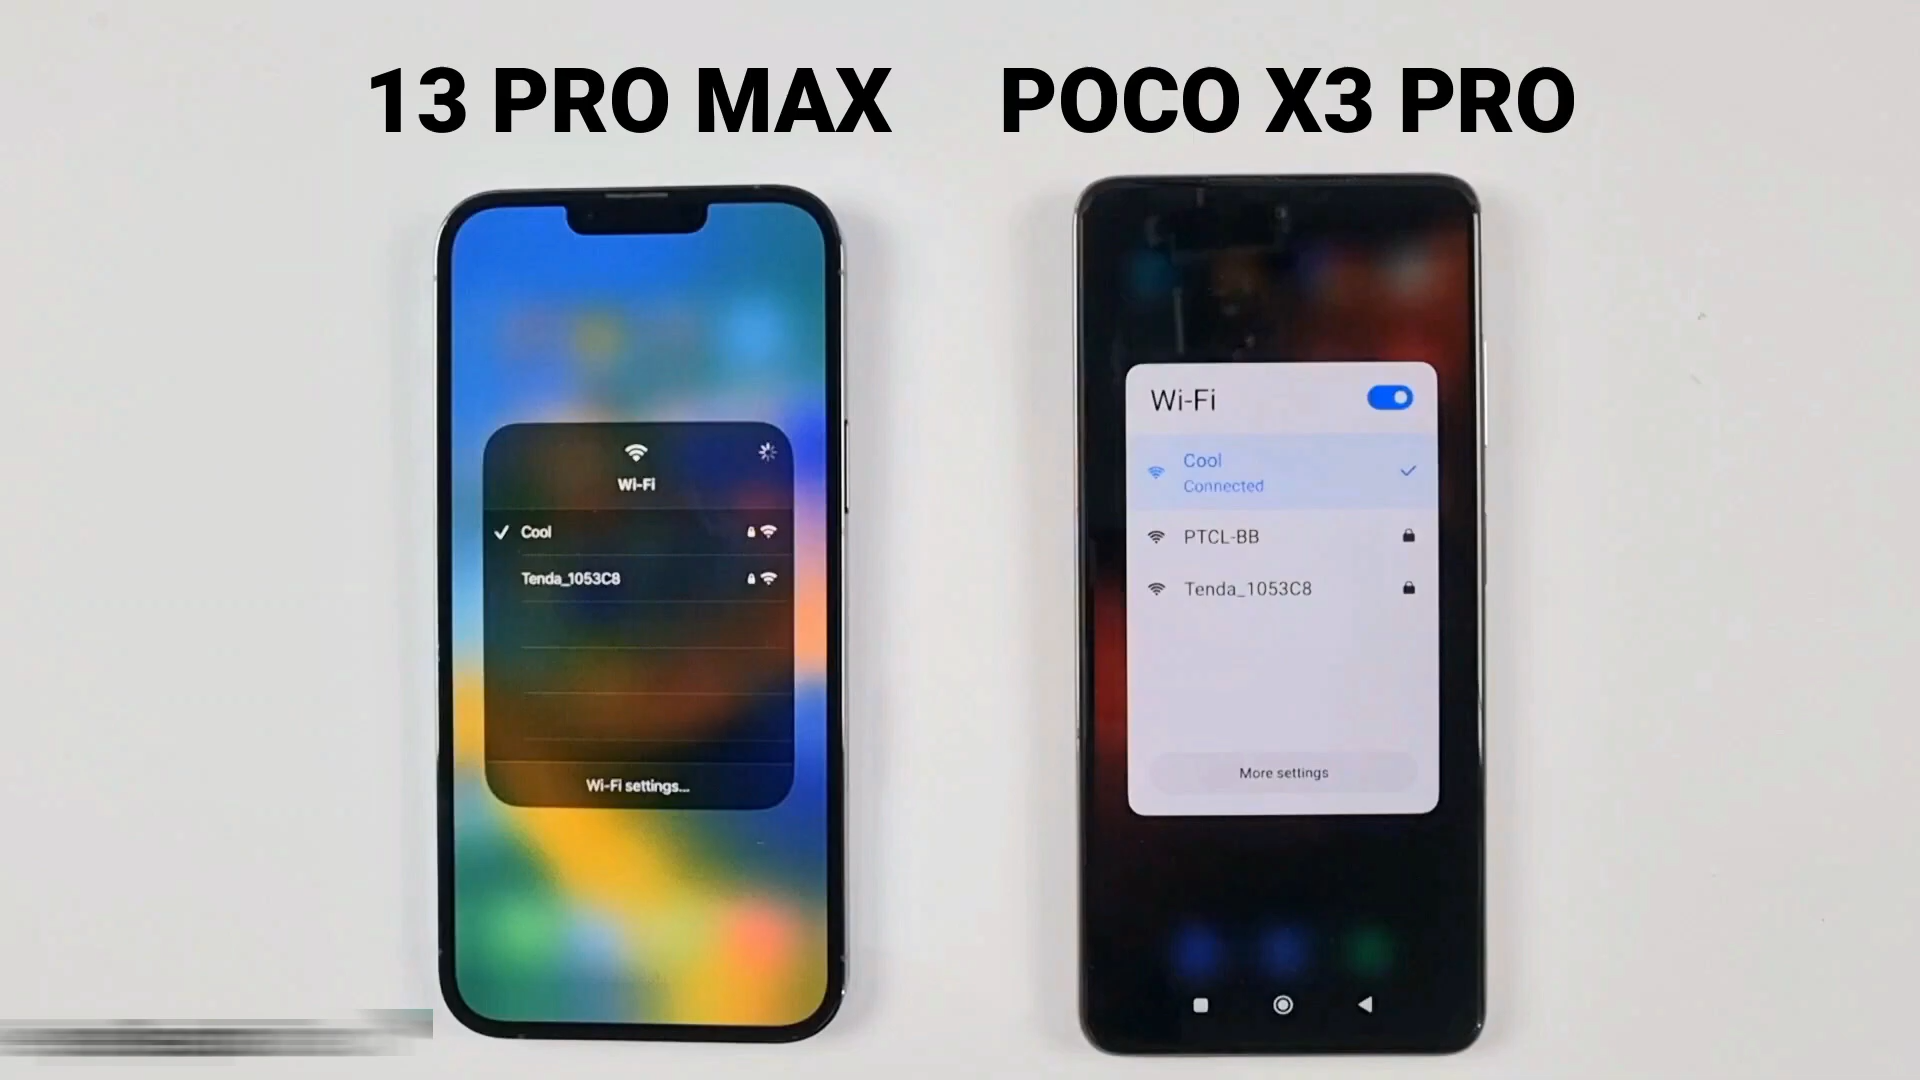 13 PRO MAX
POCO X3 PRO
Wi-Fi
Cool
Tenda_1053C8
Wi-Fi settings...
Wi-Fi
Cool
Connected
PTCL-BB
Tenda_1053C8
More settings